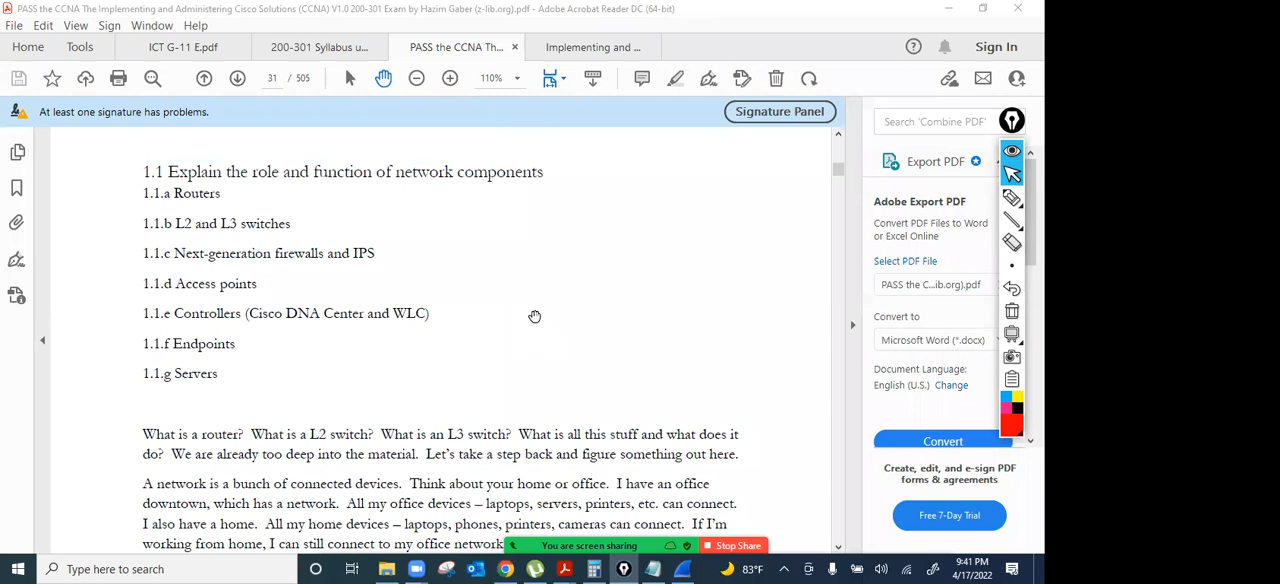 PASS the CCNA The Implementing and Administering Cisco Solutions (CCNA) V1.0 200-301 Exam by Hazim Gaber (z-lib.org).pdf - Adobe Acrobat Reader DC (64-bit)
File Edit View Sign Window Help
Home Tools ICT G-11 E.pdf 200-301 Syllabus u... PASS the CCNA Th... × Implementing and ... Sign In
31 / 505 110%
At least one signature has problems. Signature Panel
1.1 Explain the role and function of network components
1.1.a Routers
1.1.b L2 and L3 switches
1.1.c Next-generation firewalls and IPS
1.1.d Access points
1.1.e Controllers (Cisco DNA Center and WLC)
1.1.f Endpoints
1.1.g Servers
What is a router? What is a L2 switch? What is an L3 switch? What is all this stuff and what does it
do? We are already too deep into the material. Let's take a step back and figure something out here.
A network is a bunch of connected devices. Think about your home or office. I have an office
downtown, which has a network. All my office devices – laptops, servers, printers, etc. can connect.
I also have a home. All my home devices – laptops, phones, printers, cameras can connect. If I'm
working from home, I can still connect to my office network
Search 'Combine PDF'
Export PDF
Adobe Export PDF
Convert PDF Files to Word
or Excel Online
Select PDF File
PASS the C...ib.org).pdf
Convert to
Microsoft Word (*.docx)
Document Language:
English (U.S.) Change
Convert
Create, edit, and e-sign PDF
forms & agreements
Free 7-Day Trial
You are screen sharing Stop Share
Type here to search 83°F 9:41 PM
4/17/2022